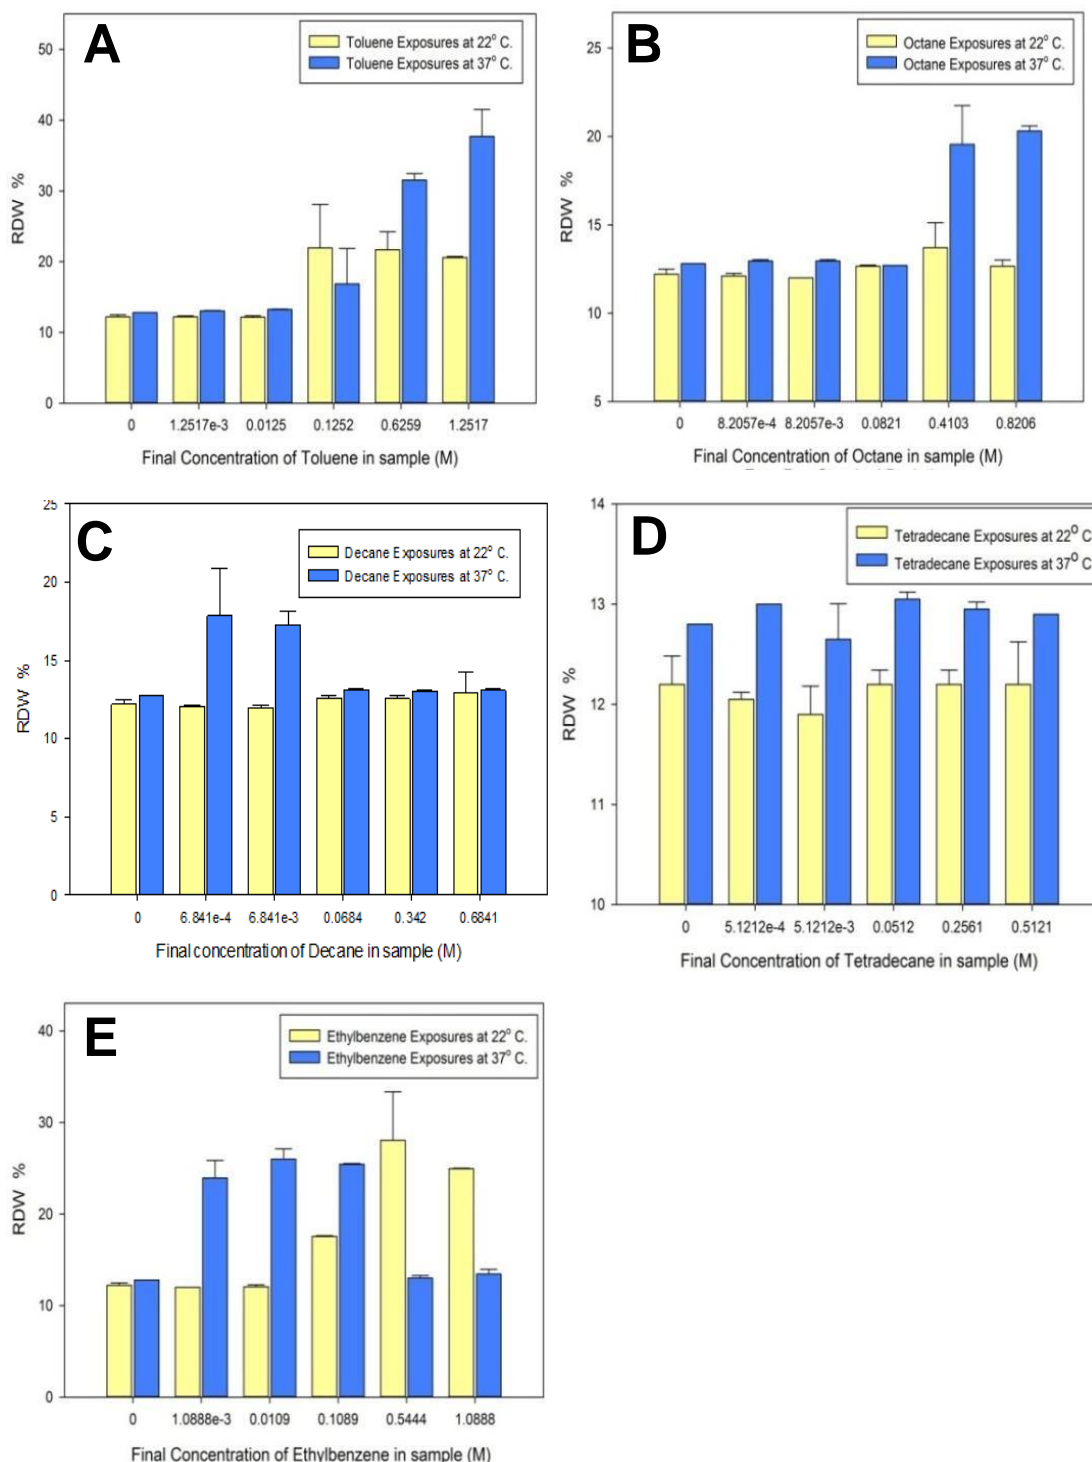 A
Toluene Exposures at 22° C.
Toluene Exposures at 37° C.
50
40
30
20
10
0
RDW %
0 1.2517e-3 0.0125 0.1252 0.6259 1.2517
Final Concentration of Toluene in sample (M)
B
Octane Exposures at 22° C.
Octane Exposures at 37° C.
25
20
15
10
5
RDW %
0 8.2057e-4 8.2057e-3 0.0821 0.4103 0.8206
Final Concentration of Octane in sample (M)
C
Decane Exposures at 22° C.
Decane Exposures at 37° C.
25
20
15
10
5
0
RDW %
0 6.841e-4 6.841e-3 0.0684 0.342 0.6841
Final concentration of Decane in sample (M)
D
Tetradecane Exposures at 22° C
Tetradecane Exposures at 37° C
14
13
12
11
10
RDW %
0 5.1212e-4 5.1212e-3 0.0512 0.2561 0.5121
Final Concentration of Tetradecane in sample (M)
E
Ethylbenzene Exposures at 22° C.
Ethylbenzene Exposures at 37° C.
40
30
20
10
0
RDW %
0 1.0888e-3 0.0109 0.1089 0.5444 1.0888
Final Concentration of Ethylbenzene in sample (M)